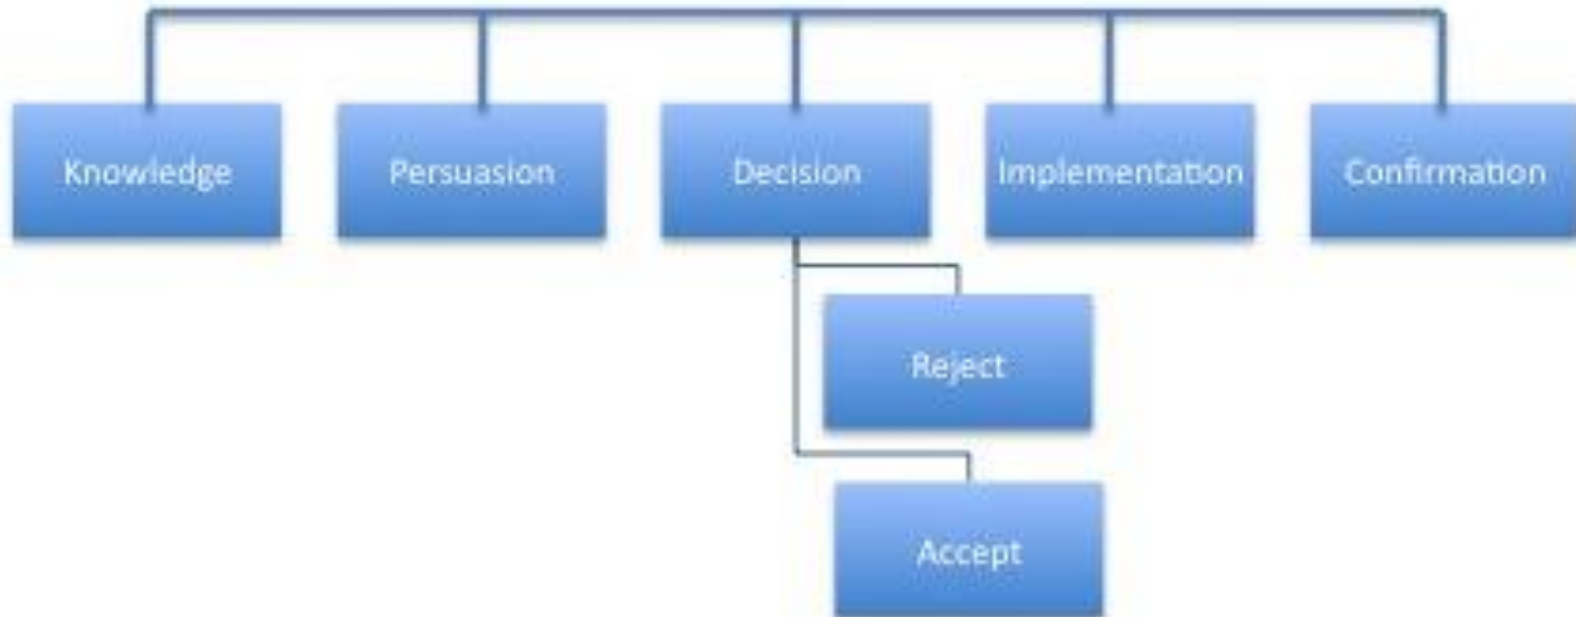 Knowledge
Persuasion
Decision
Implementation
Confirmation
Reject
Accept